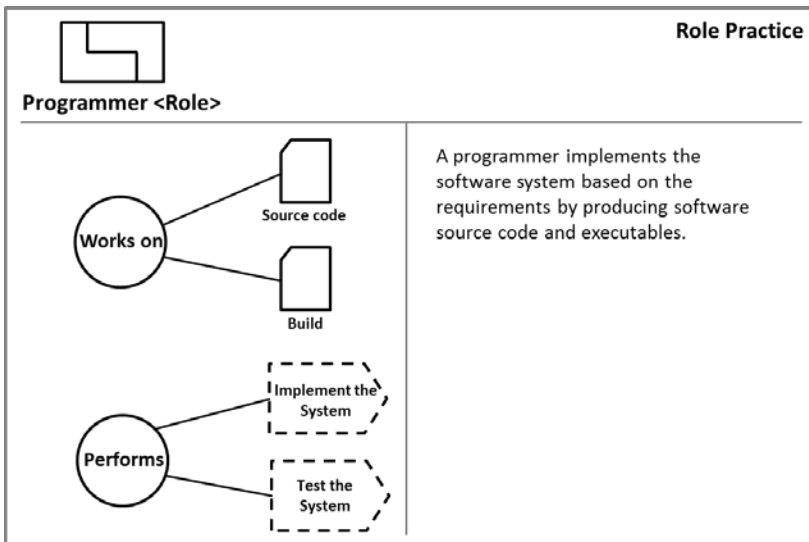 Role Practice
Programmer <Role>
Works on
Source code
Build
Performs
Implement the
System
Test the
System
A programmer implements the
software system based on the
requirements by producing software
source code and executables.